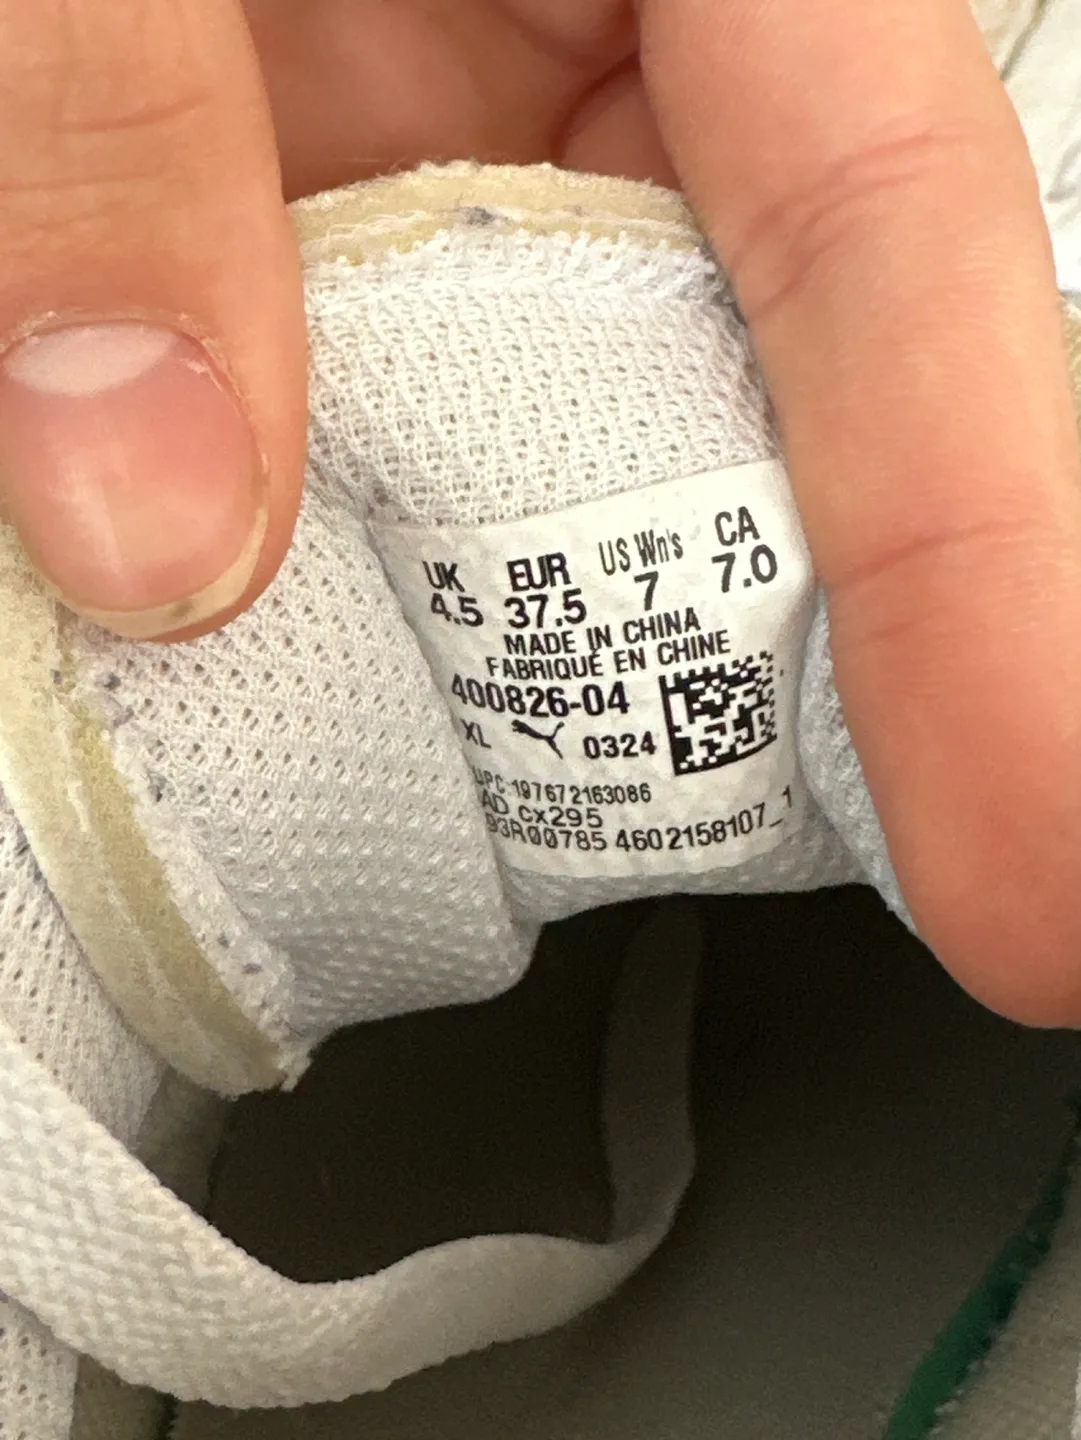 UK EUR US Wn's CA
4.5 37.5 7 7.0
MADE IN CHINA
FABRIQUÉ EN CHINE
400826-04
XL 0324
UPC 197672163086
AD cx295
93R00785 4602158107_1